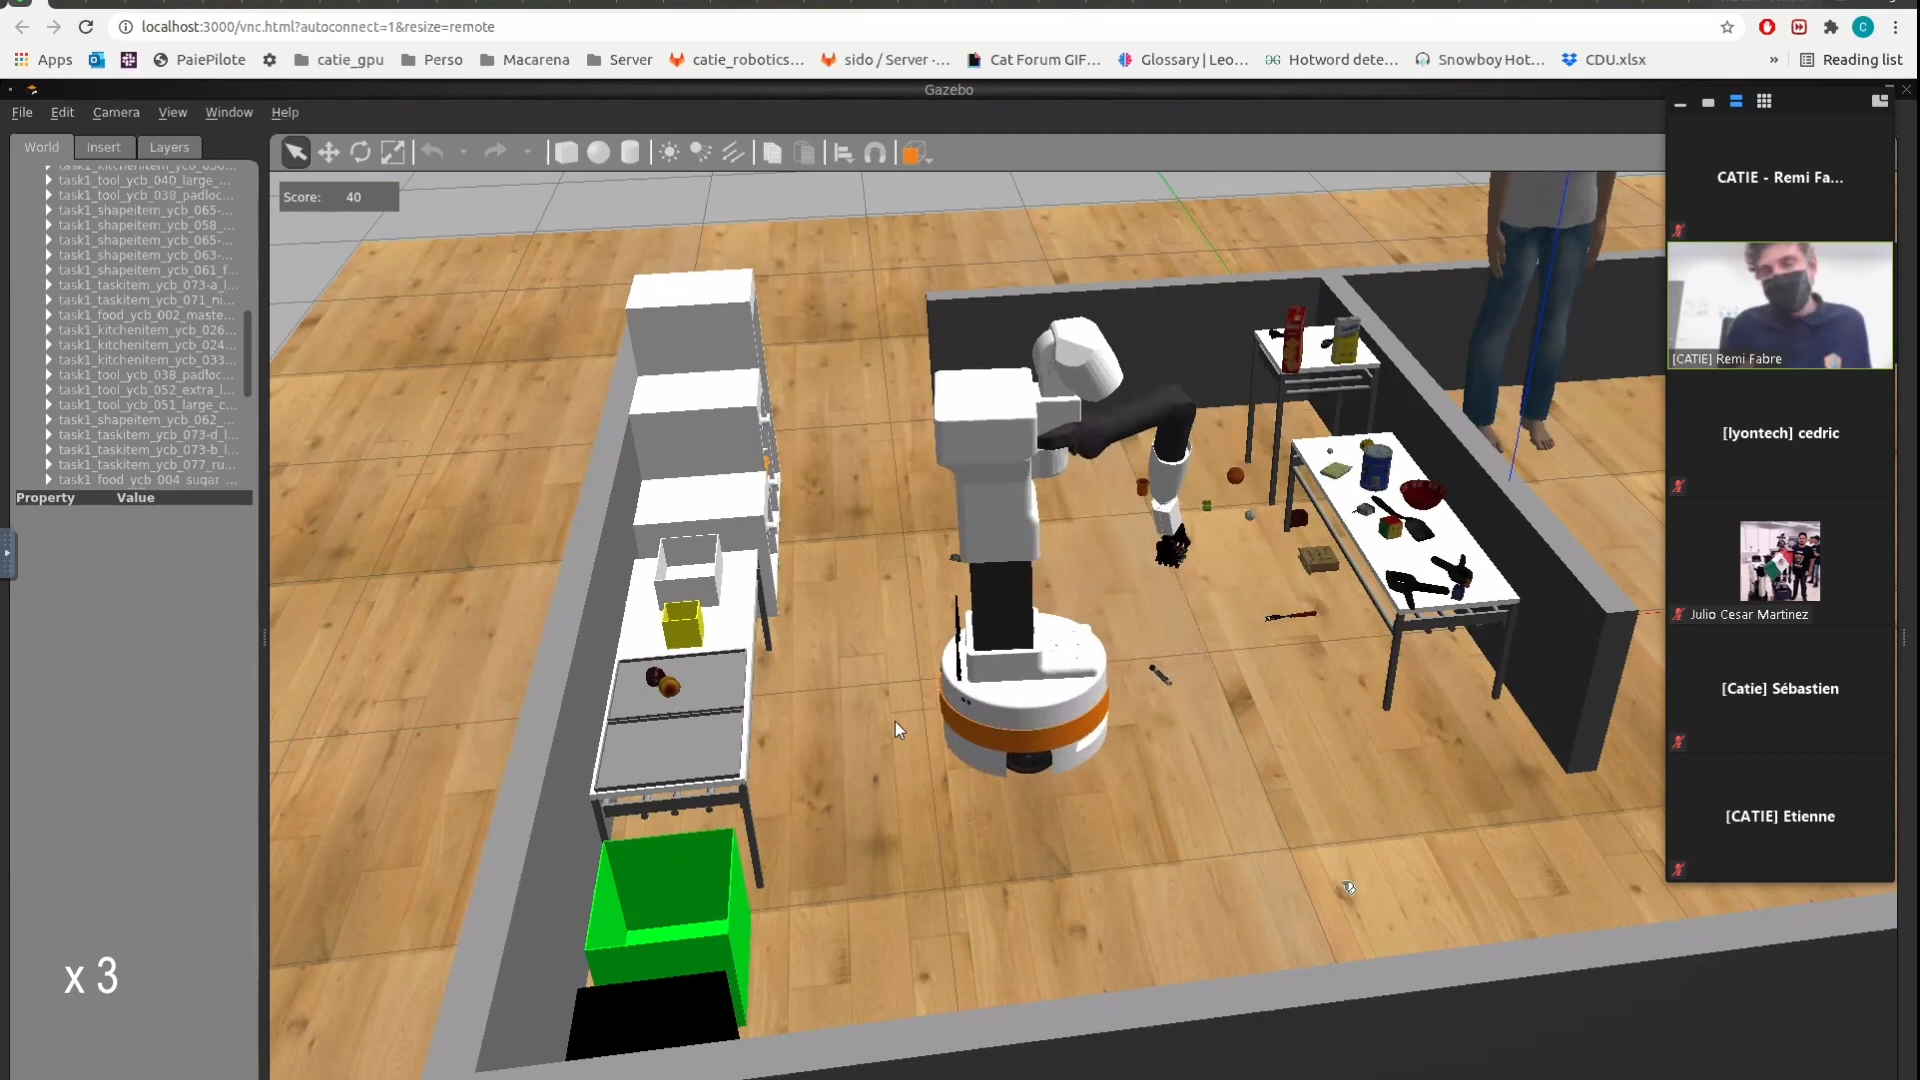 localhost:3000/vnc.html?autoconnect=1&resize=remote
Apps PaiePilote catie_gpu Perso Macarena Server catie_robotics... sido / Server -... Cat Forum GIF... Glossary | Leo... Hotword dete... Snowboy Hot... CDU.xlsx » Reading list
Gazebo
File Edit Camera View Window Help
World Insert Layers
task1_tool_ycb_040_large_...
task1_tool_ycb_038_padloc...
task1_shapeitem_ycb_065-...
task1_shapeitem_ycb_058_...
task1_shapeitem_ycb_065-...
task1_shapeitem_ycb_063-...
task1_shapeitem_ycb_061_f...
task1_taskitem_ycb_073-a_l...
task1_taskitem_ycb_071_ni...
task1_food_ycb_002_maste...
task1_kitchenitem_ycb_026...
task1_kitchenitem_ycb_024...
task1_kitchenitem_ycb_033...
task1_tool_ycb_038_padloc...
task1_tool_ycb_052_extra_l...
task1_tool_ycb_051_large_c...
task1_shapeitem_ycb_062_...
task1_taskitem_ycb_073-d_l...
task1_taskitem_ycb_073-b_l...
task1_taskitem_ycb_077_ru...
task1_food_ycb_004_sugar_...
Property Value
Score: 40
CATIE - Remi Fa...
[CATIE] Remi Fabre
[lyontech] cedric
Julio Cesar Martinez
[Catie] Sébastien
[CATIE] Etienne
x 3